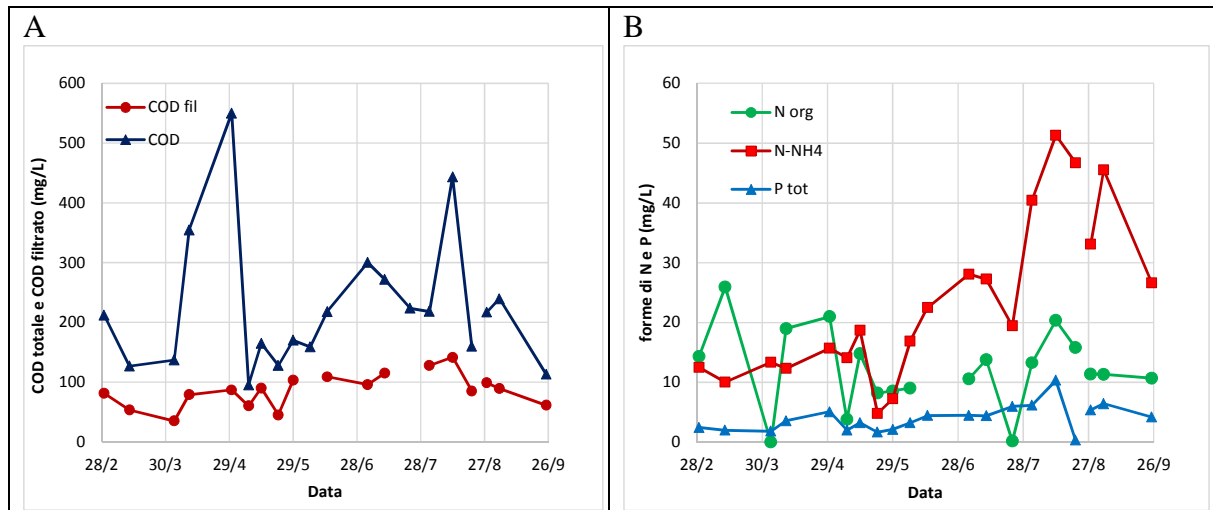 A
COD totale e COD filtrato (mg/L)
600
500
400
300
200
100
0
COD fil
COD
28/2 30/3 29/4 29/5 28/6 28/7 27/8 26/9
Data
B
forme di N e P (mg/L)
60
50
40
30
20
10
0
N org
N-NH4
P tot
28/2 30/3 29/4 29/5 28/6 28/7 27/8 26/9
Data